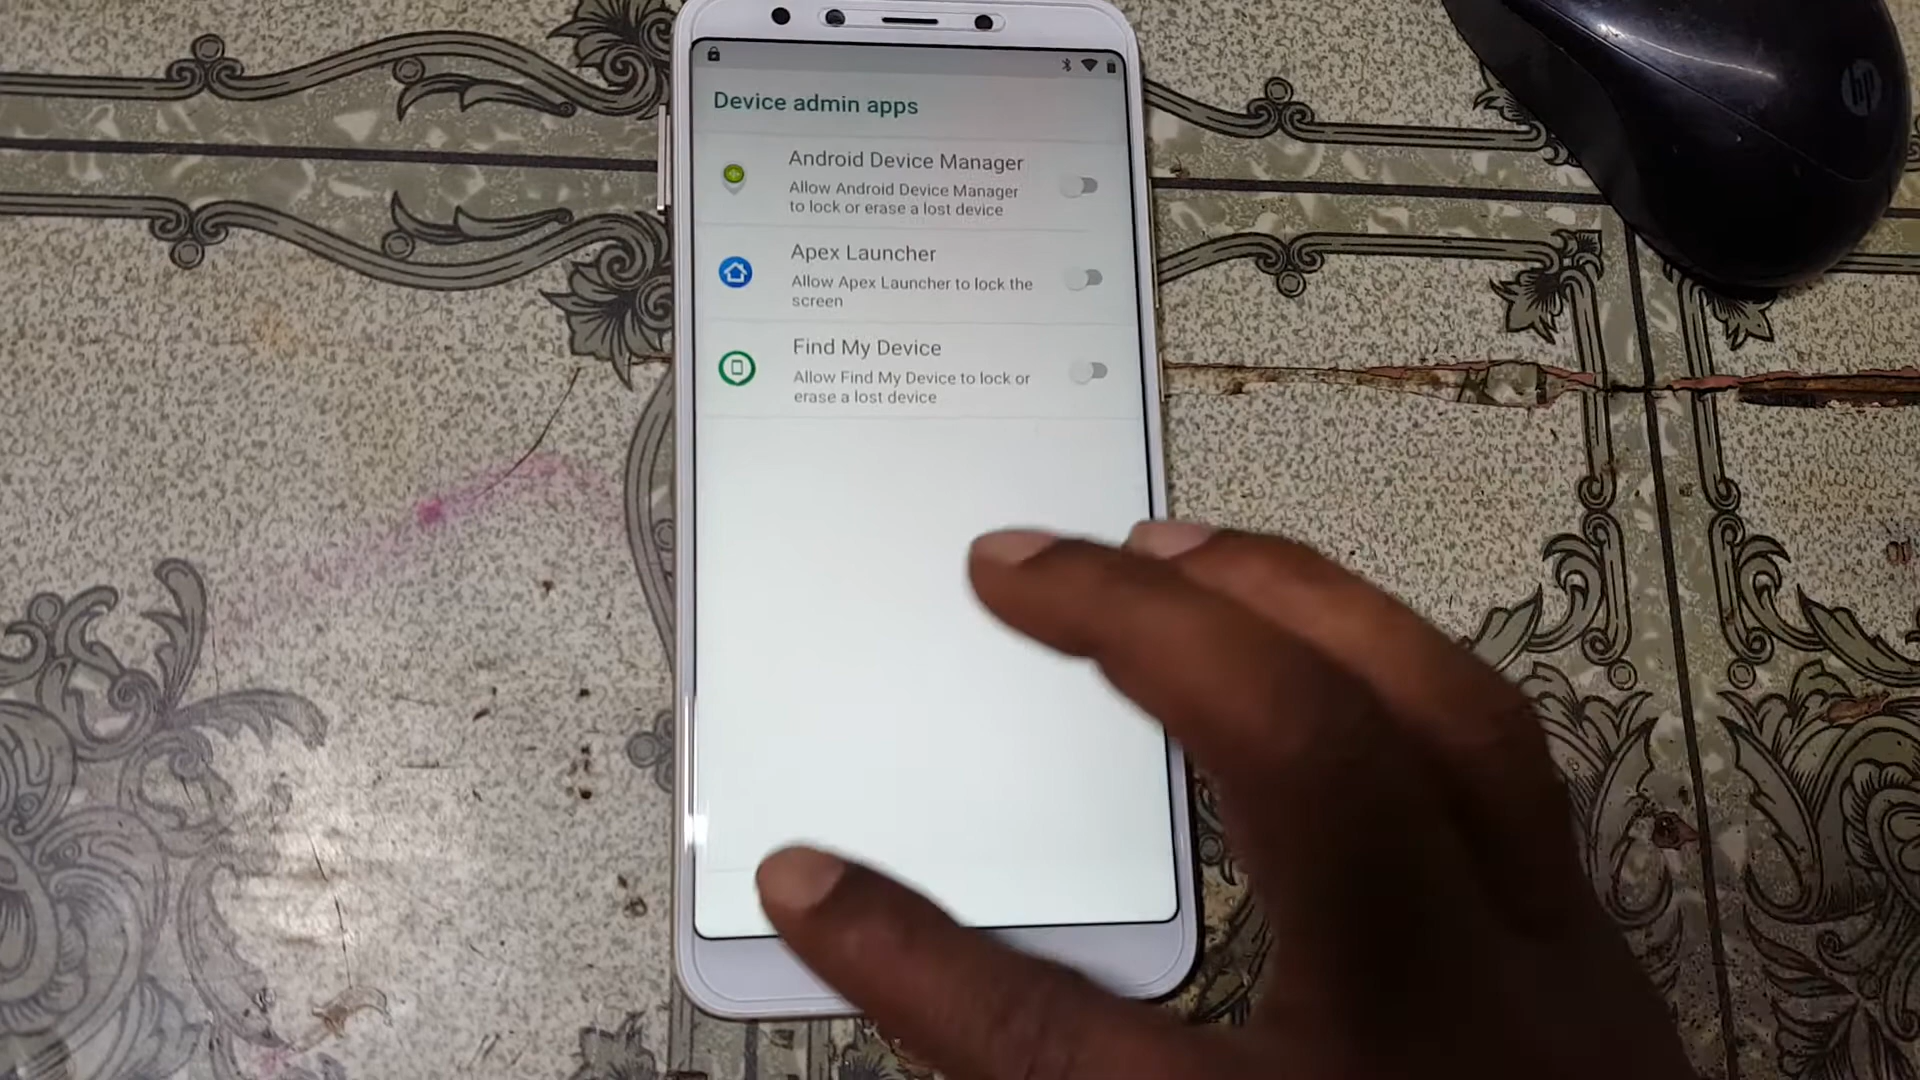 Device admin apps
Android Device Manager
Allow Android Device Manager
to lock or erase a lost device
Apex Launcher
Allow Apex Launcher to lock the
screen
Find My Device
Allow Find My Device to lock or
erase a lost device
hp